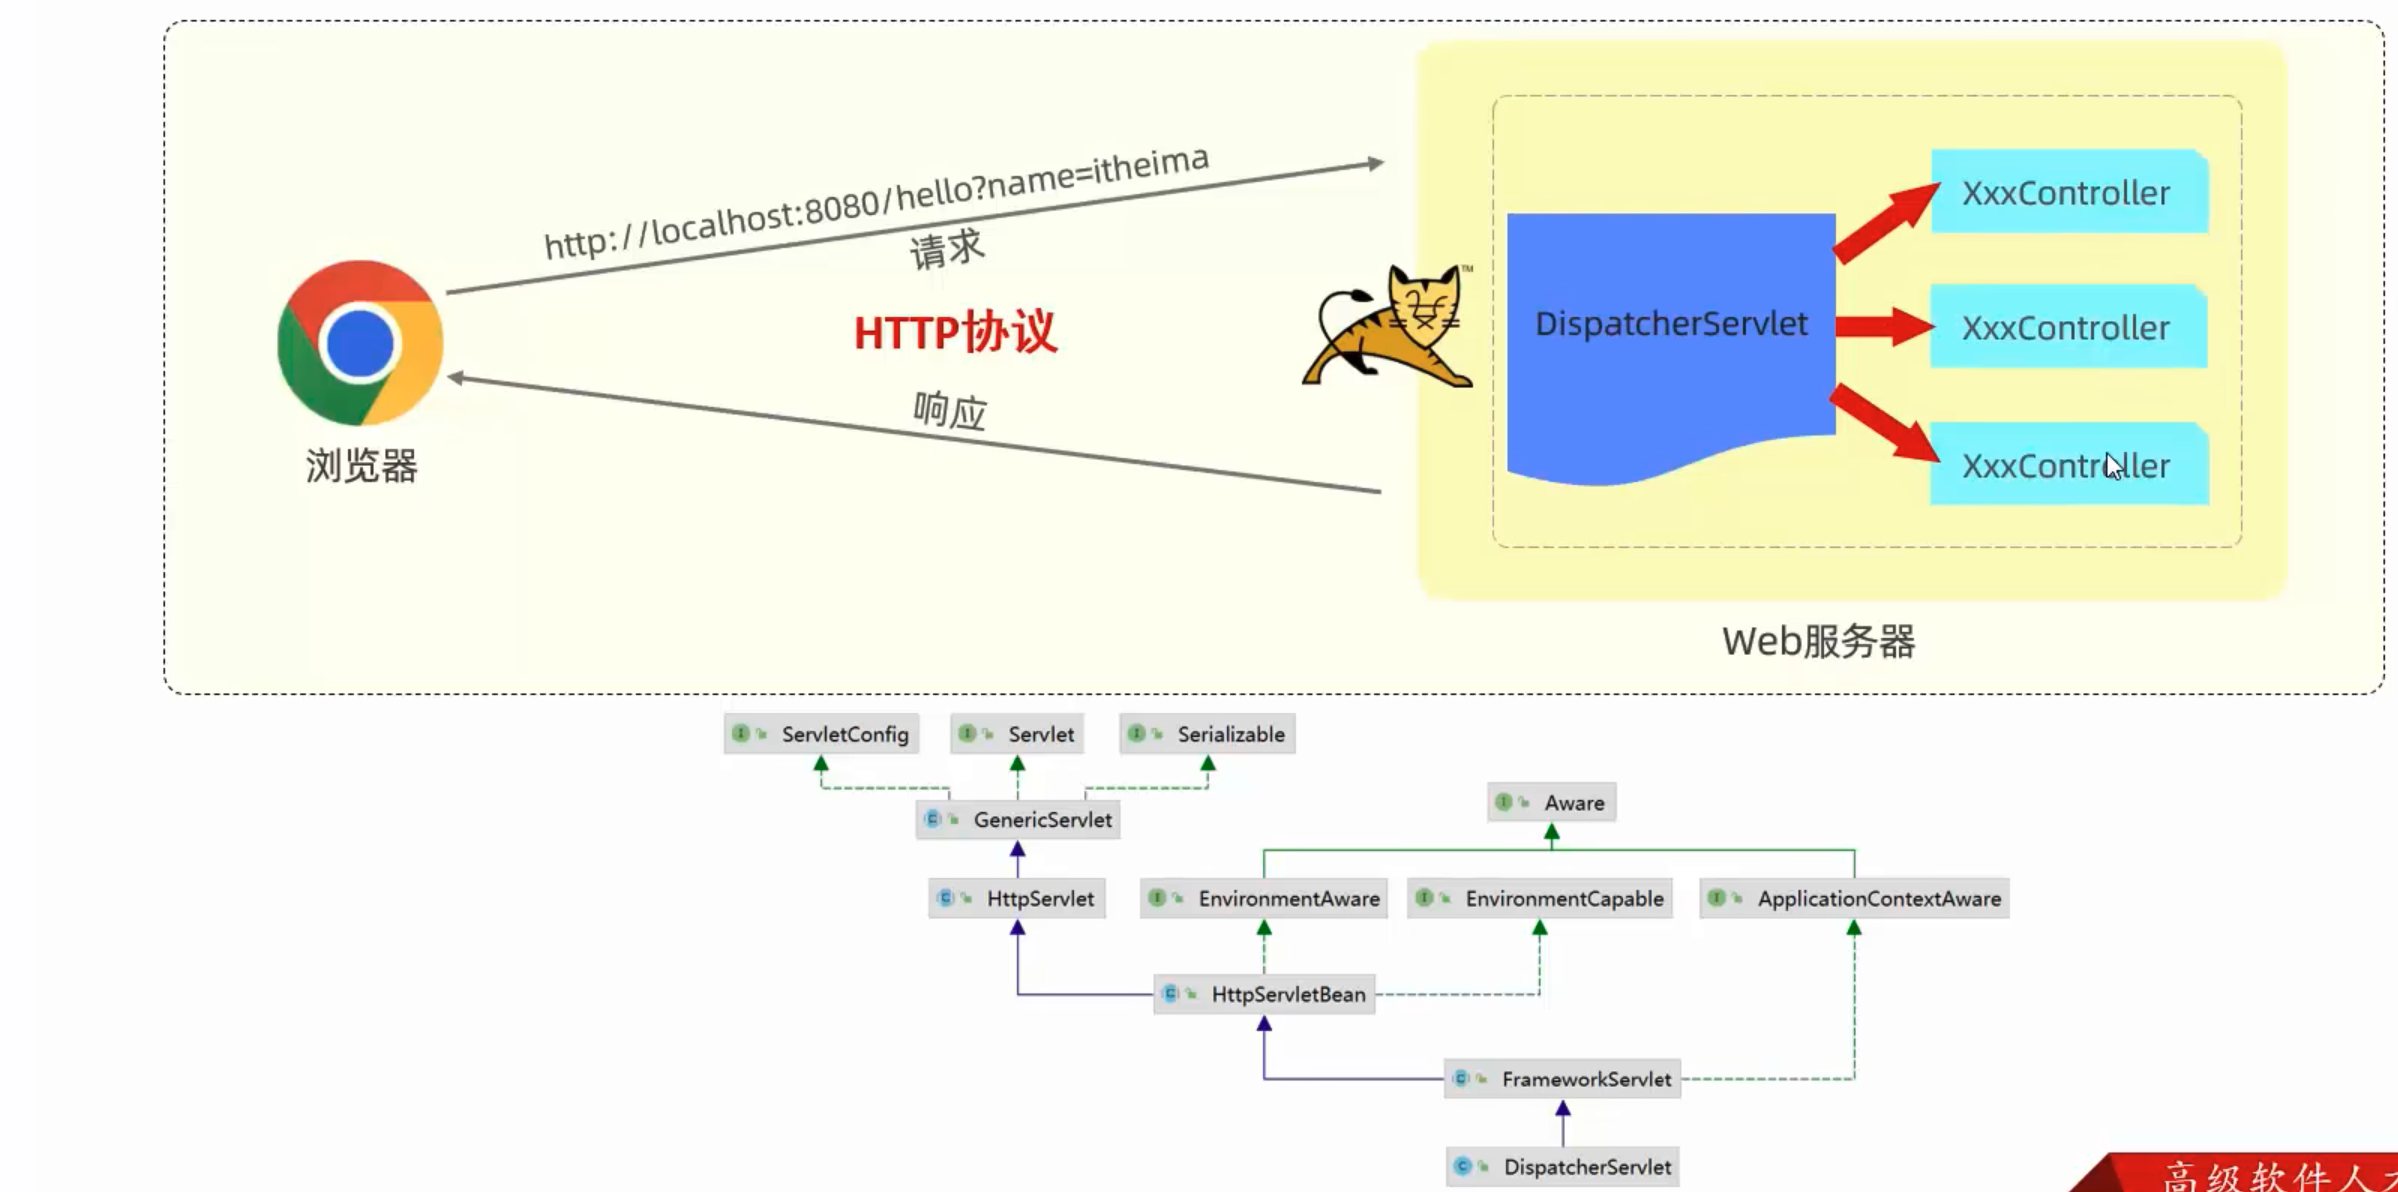 http://localhost:8080/hello?name=itheima
请求
HTTP协议
响应
浏览器
TM
DispatcherServlet
XxxController
XxxController
XxxController
Web服务器
ServletConfig
Servlet
Serializable
Aware
GenericServlet
HttpServlet
EnvironmentAware
EnvironmentCapable
ApplicationContextAware
HttpServletBean
FrameworkServlet
DispatcherServlet
高级软件人